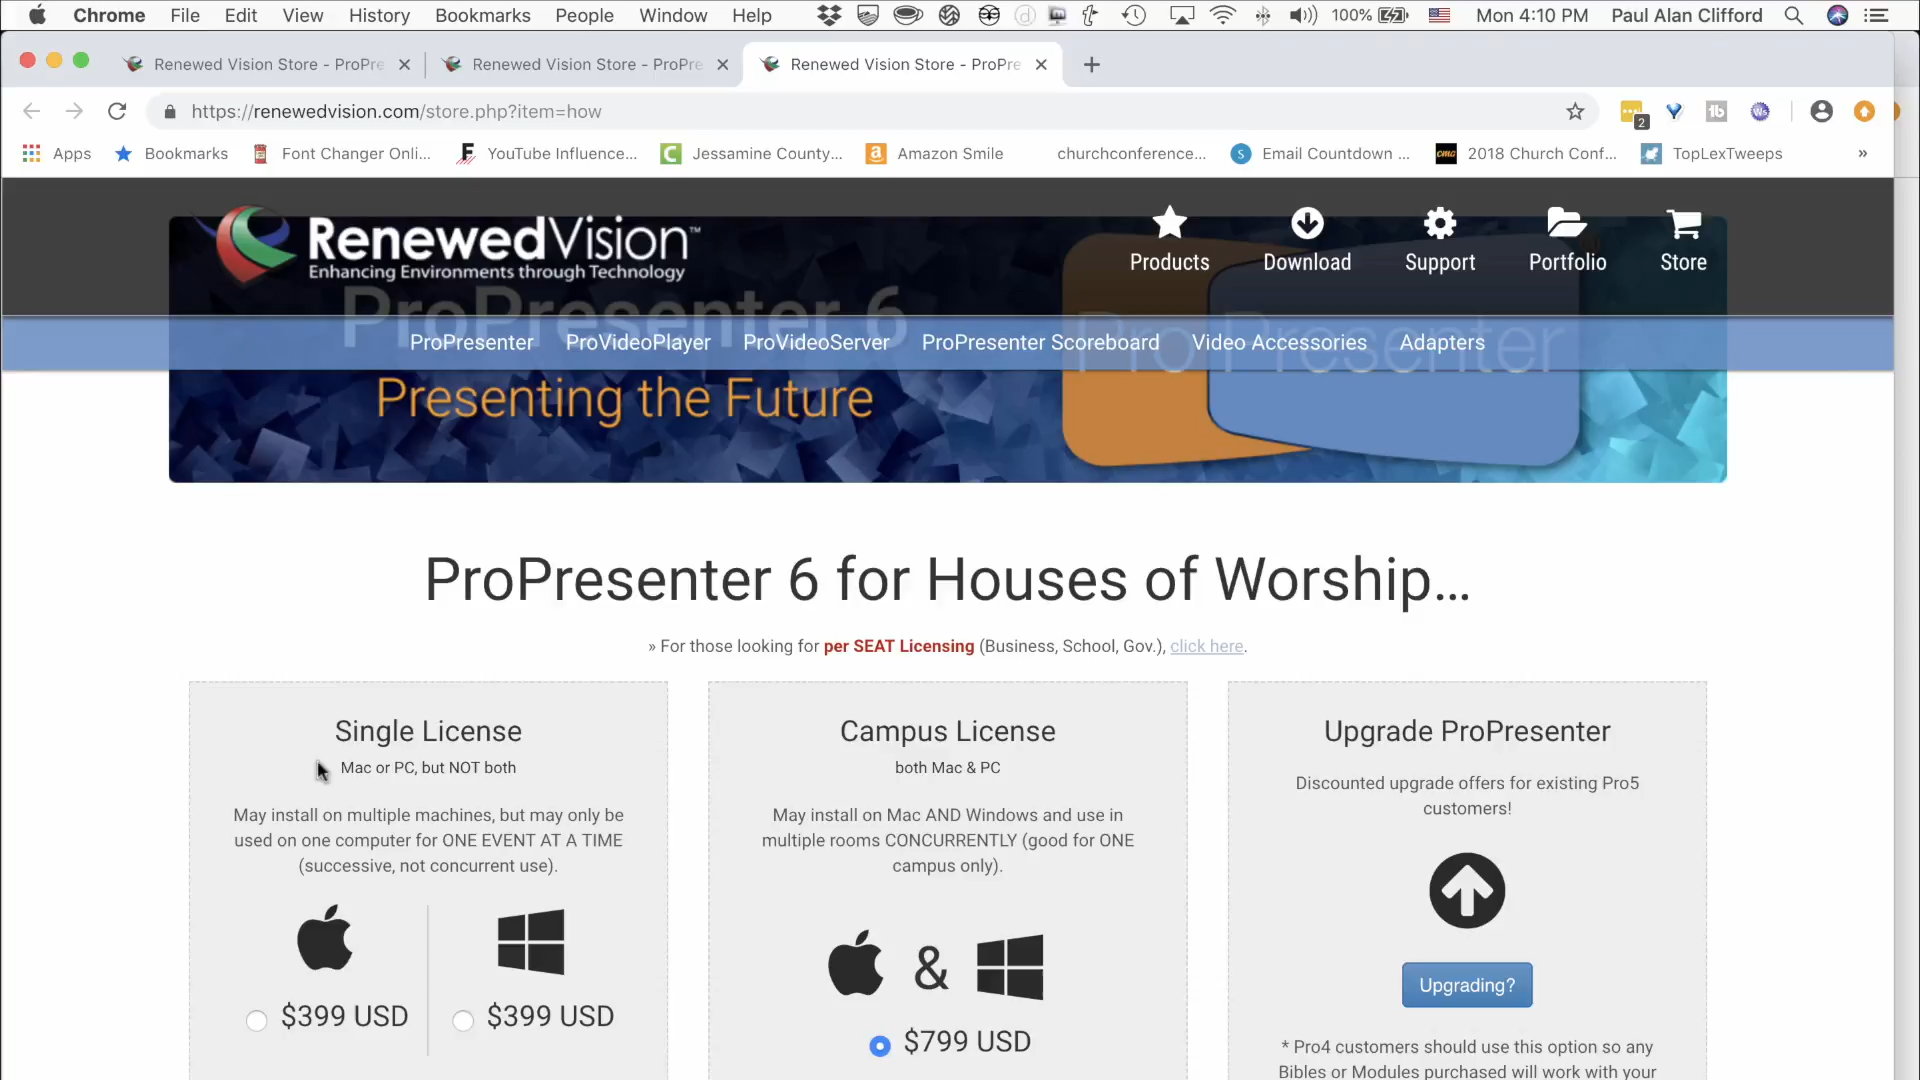 Chrome File Edit View History Bookmarks People Window Help 100% Mon 4:10 PM Paul Alan Clifford
Renewed Vision Store - ProPre Renewed Vision Store - ProPre Renewed Vision Store - ProPre
https://renewedvision.com/store.php?item=how 2
Apps Bookmarks Font Changer Onli... YouTube Influence... Jessamine County... Amazon Smile churchconference... Email Countdown ... 2018 Church Conf... TopLexTweeps »
RenewedVision™
Enhancing Environments through Technology
Products Download Support Portfolio Store
ProPresenter 6
Pro Presenter
ProPresenter ProVideoPlayer ProVideoServer ProPresenter Scoreboard Video Accessories Adapters
Presenting the Future
ProPresenter 6 for Houses of Worship...
» For those looking for per SEAT Licensing (Business, School, Gov.), click here.
Single License
Mac or PC, but NOT both
May install on multiple machines, but may only be
used on one computer for ONE EVENT AT A TIME
(successive, not concurrent use).
$399 USD $399 USD
Campus License
both Mac & PC
May install on Mac AND Windows and use in
multiple rooms CONCURRENTLY (good for ONE
campus only).
&
$799 USD
Upgrade ProPresenter
Discounted upgrade offers for existing Pro5
customers!
Upgrading?
* Pro4 customers should use this option so any
Bibles or Modules purchased will work with your